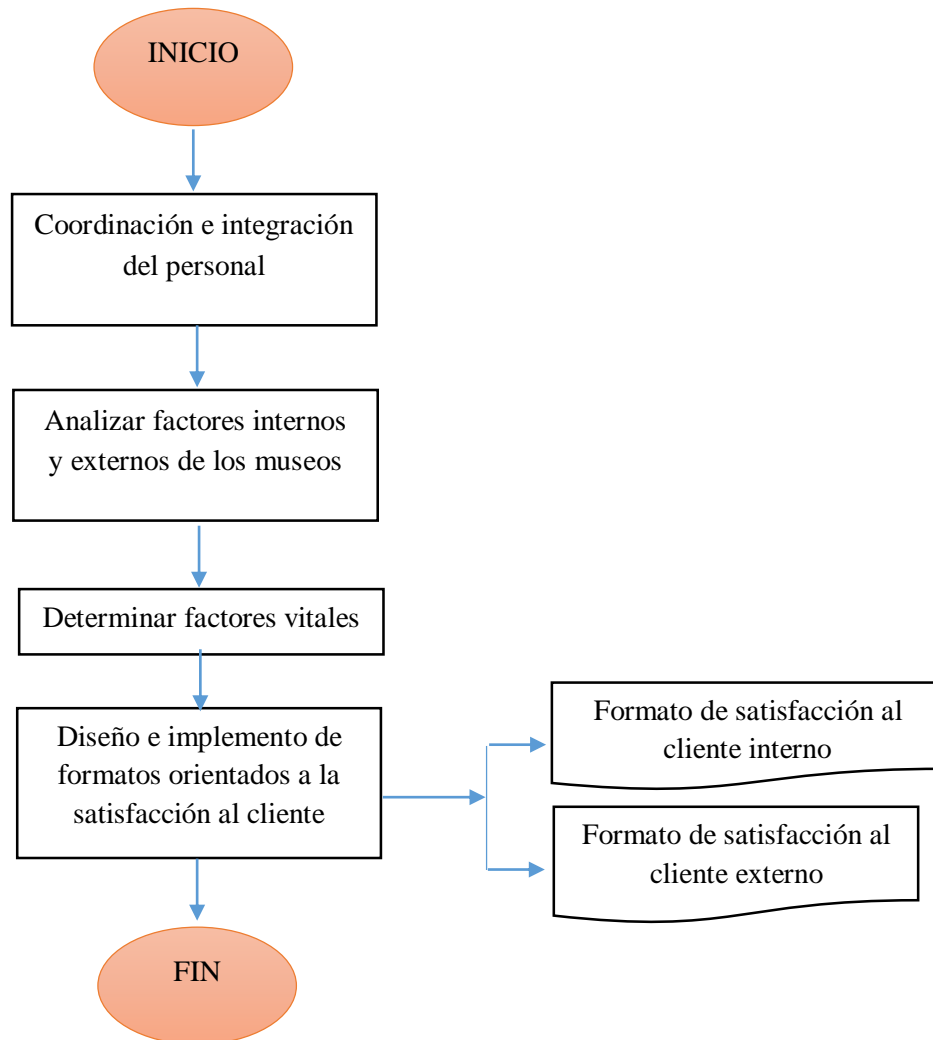 INICIO
Coordinación e integración
del personal
Analizar factores internos
y externos de los museos
Determinar factores vitales
Diseño e implemento de
formatos orientados a la
satisfacción al cliente
Formato de satisfacción al
cliente interno
Formato de satisfacción al
cliente externo
FIN